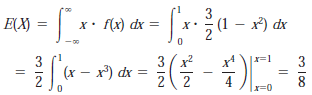 E(X) = ∫_{-∞}^{∞} x · f(x) dx = ∫_0^1 x · 3/2 (1 − x²) dx
= 3/2 ∫_0^1 (x − x³) dx = 3/2 (x²/2 − x⁴/4) |_{x=0}^{x=1} = 3/8